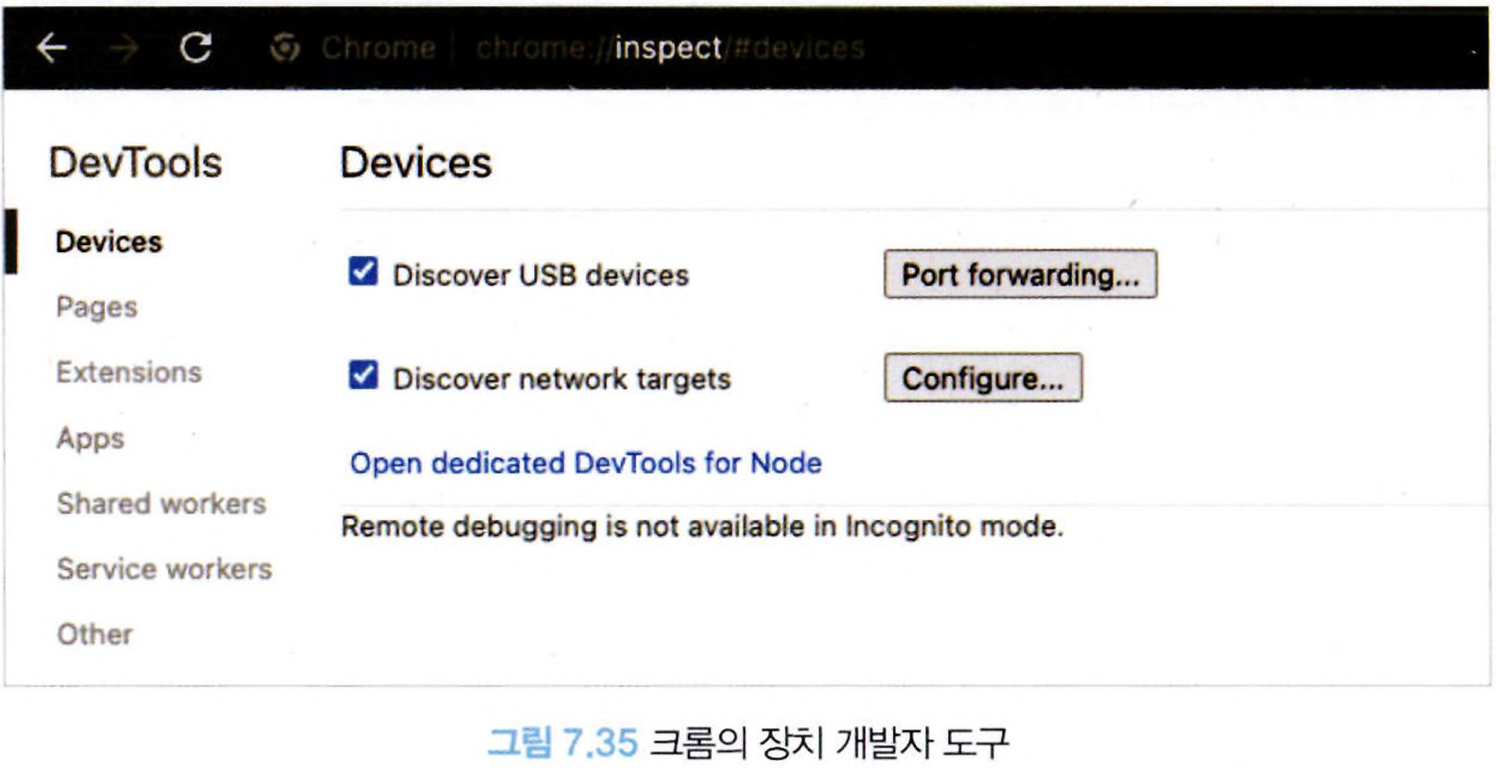 Chrome | chrome://inspect/#devices
DevTools
Devices
Pages
Extensions
Apps
Shared workers
Service workers
Other
Devices
Discover USB devices
Port forwarding...
Discover network targets
Configure...
Open dedicated DevTools for Node
Remote debugging is not available in Incognito mode.
그림 7.35 크롬의 장치 개발자 도구